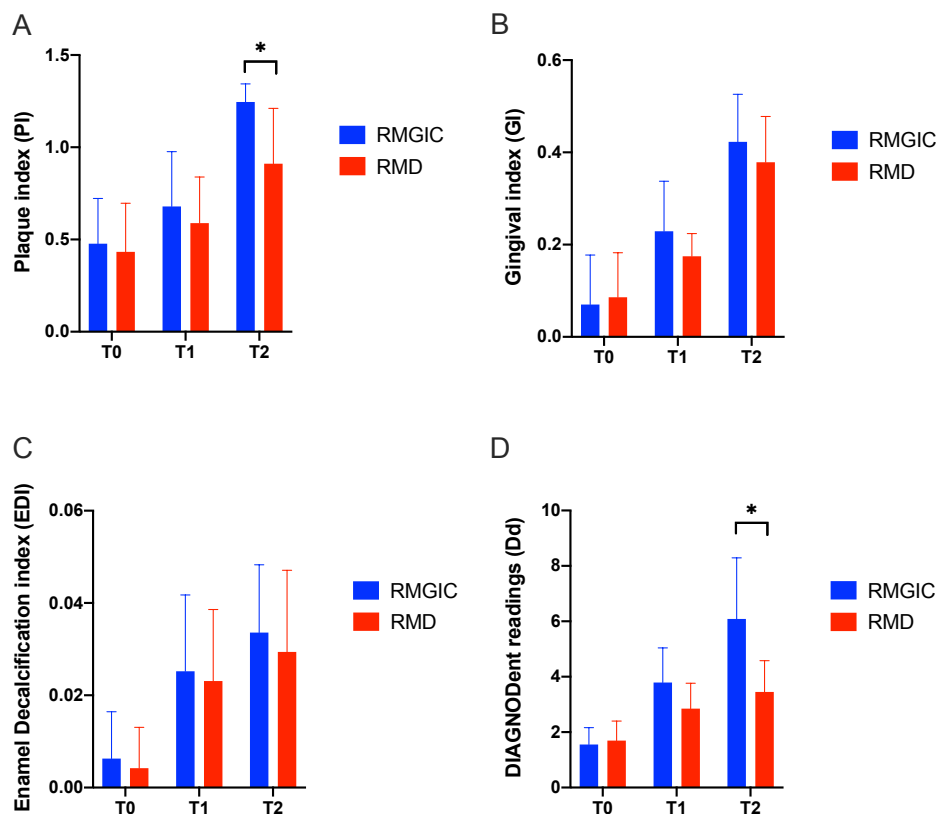 A
Plaque index (PI)
1.5
1.0
0.5
0.0
*
T0 T1 T2
RMGIC
RMD
B
Gingival index (GI)
0.6
0.4
0.2
0.0
T0 T1 T2
RMGIC
RMD
C
Enamel Decalcification index (EDI)
0.06
0.04
0.02
0.00
T0 T1 T2
RMGIC
RMD
D
DIAGNODent readings (Dd)
10
8
6
4
2
0
*
T0 T1 T2
RMGIC
RMD